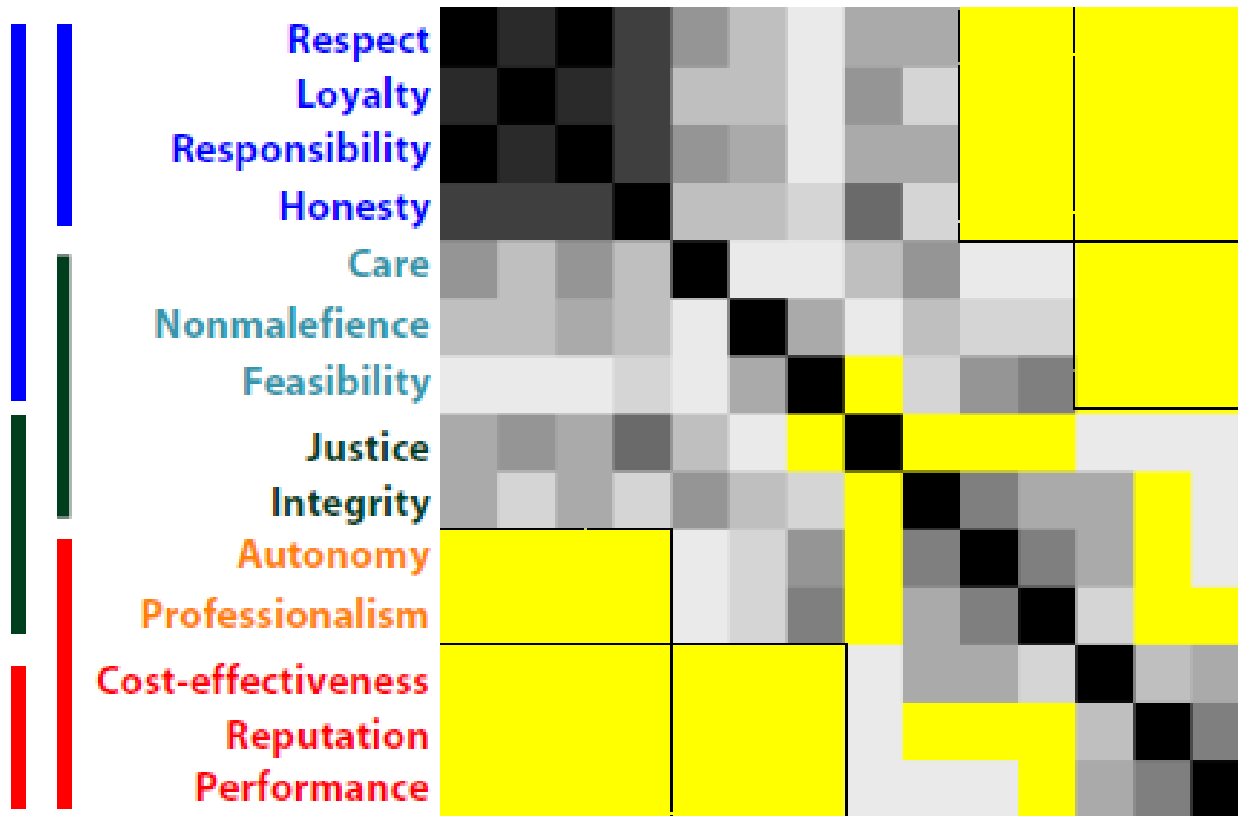 Respect
Loyalty
Responsibility
Honesty
Care
Nonmalefience
Feasibility
Justice
Integrity
Autonomy
Professionalism
Cost-effectiveness
Reputation
Performance